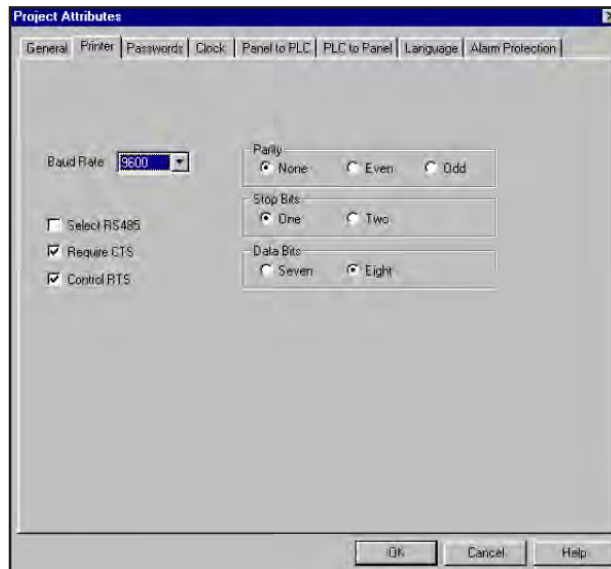 Project Attributes
General Printer Passwords Clock Panel to PLC PLC to Panel Language Alarm Protection
Baud Rate 9600
Parity
None Even Odd
Select RS485
Stop Bits
One Two
Require CTS
Data Bits
Control RTS
Seven Eight
OK Cancel Help